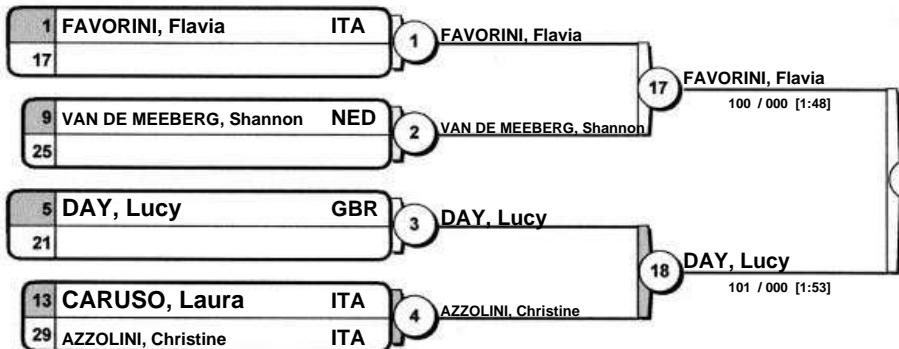 1 FAVORINI, Flavia ITA
17
1 FAVORINI, Flavia
9 VAN DE MEEBERG, Shannon NED
25
2 VAN DE MEEBERG, Shannon
17 FAVORINI, Flavia
100 / 000 [1:48]
5 DAY, Lucy GBR
21
3 DAY, Lucy
13 CARUSO, Laura ITA
29 AZZOLINI, Christine ITA
4 AZZOLINI, Christine
18 DAY, Lucy
101 / 000 [1:53]